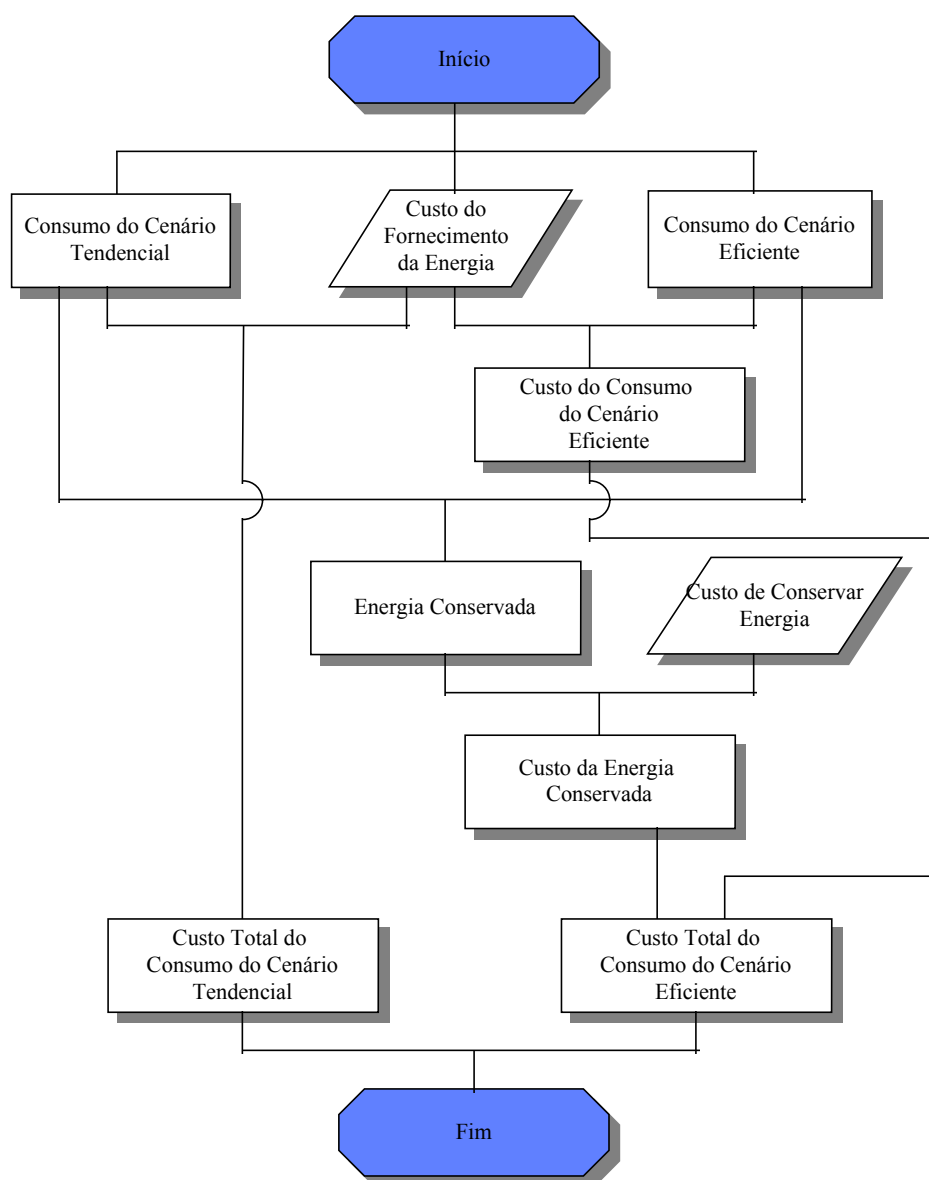 Início
Consumo do Cenário
Tendencial
Custo do
Fornecimento
da Energia
Consumo do Cenário
Eficiente
Custo do Consumo
do Cenário
Eficiente
Energia Conservada
Custo de Conservar
Energia
Custo da Energia
Conservada
Custo Total do
Consumo do Cenário
Tendencial
Custo Total do
Consumo do Cenário
Eficiente
Fim